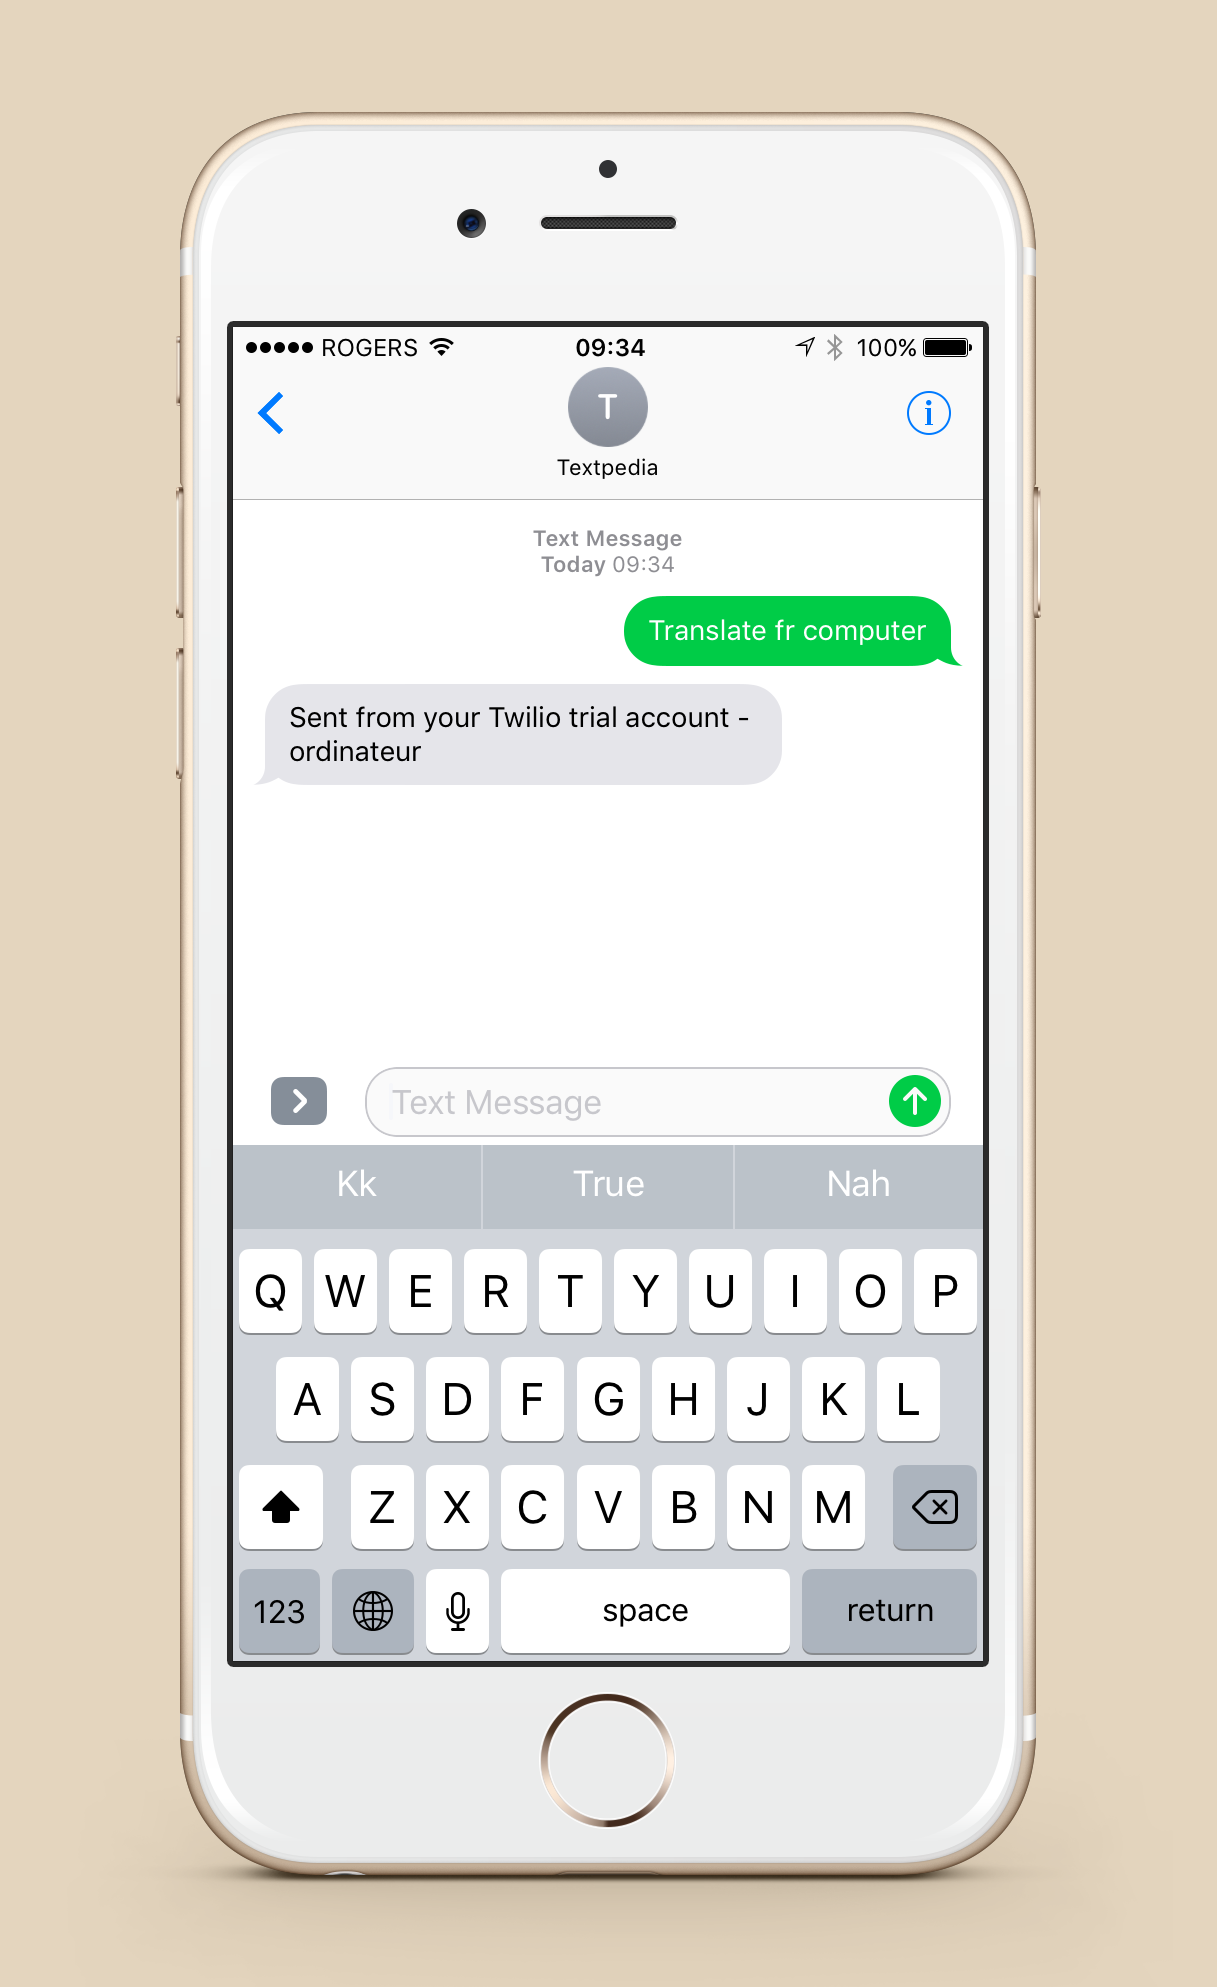 ROGERS 09:34 100%
T
Textpedia
Text Message
Today 09:34
Translate fr computer
Sent from your Twilio trial account -
ordinateur
Text Message
Kk True Nah
Q W E R T Y U I O P
A S D F G H J K L
Z X C V B N M
123 space return